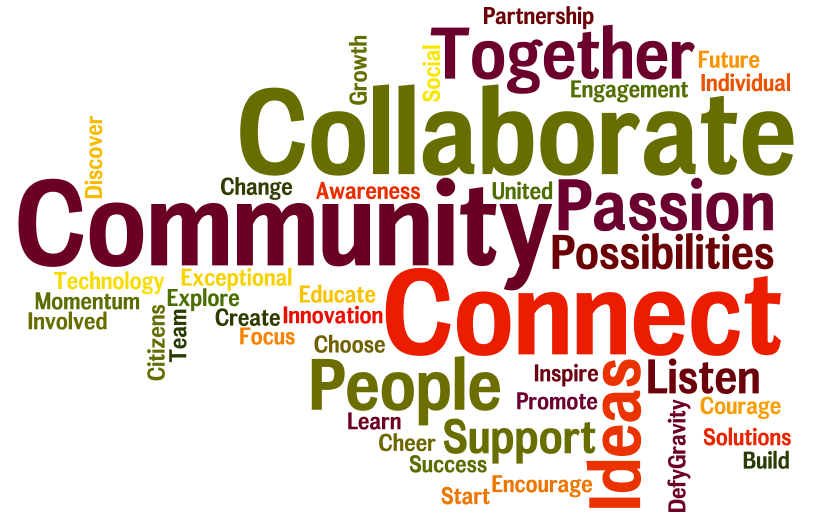 Partnership
Together
Growth
Social
Future
Individual
Engagement
Collaborate
Discover
Change
Awareness
United
Community
Passion
Possibilities
Technology
Exceptional
Momentum
Explore
Educate
Connect
Involved
Citizens
Team
Create
Innovation
Focus
Choose
People
Inspire
Ideas
Listen
Promote
Courage
Learn
DefyGravity
Cheer
Support
Solutions
Success
Build
Start
Encourage